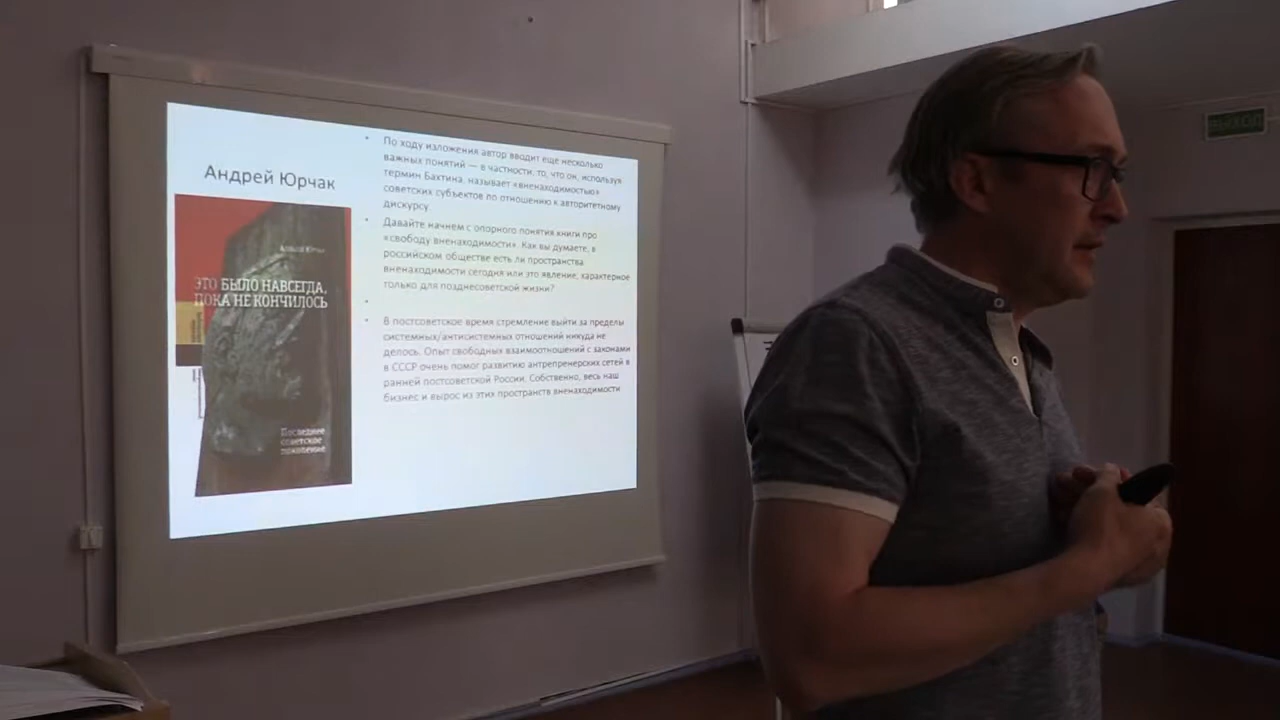 Андрей Юрчак
Андрей Юрчак
ЭТО БЫЛО НАВСЕГДА,
ПОКА НЕ КОНЧИЛОСЬ
Последнее
советское
поколение
• По ходу изложения автор вводит еще несколько
важных понятий — в частности, то, что он, используя
термин Бахтина, называет «вненаходимостью»
советских субъектов по отношению к авторитетному
дискурсу.
• Давайте начнем с опорного понятия книги про
«свободу вненаходимости». Как вы думаете, в
российском обществе есть ли пространства
вненаходимости сегодня или это явление, характерное
только для позднесоветской жизни?
•
• В постсоветское время стремление выйти за пределы
системных/антисистемных отношений никуда не
делось. Опыт свободных взаимоотношений с законами
в СССР очень помог развитию антрепренерских сетей в
ранней постсоветской России. Собственно, весь наш
бизнес и вырос из этих пространств вненаходимости
ВЫХОД